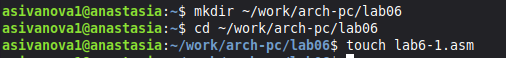 asivanova1@anastasia:~$ mkdir ~/work/arch-pc/lab06
asivanova1@anastasia:~$ cd ~/work/arch-pc/lab06
asivanova1@anastasia:~/work/arch-pc/lab06$ touch lab6-1.asm